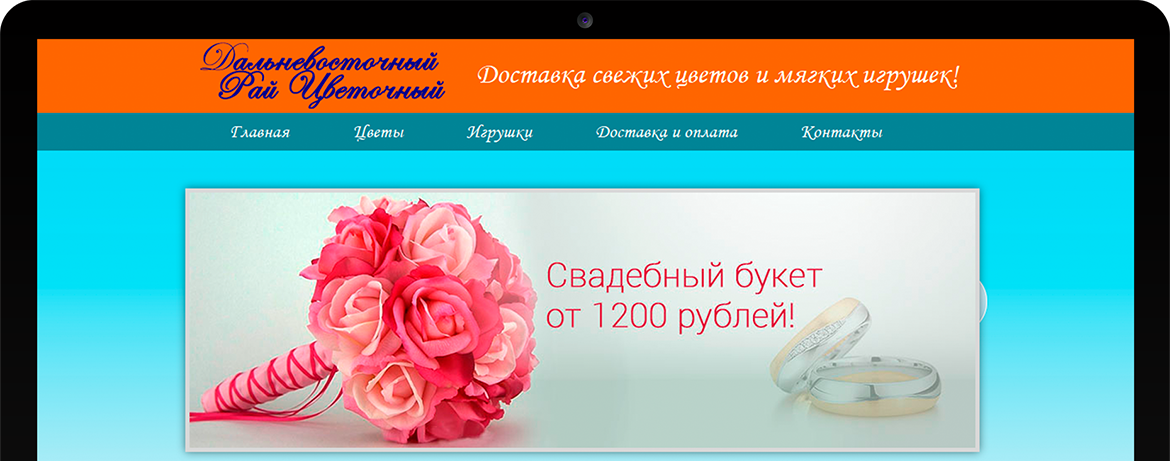 Дальневосточный
Рай Цветочный
Доставка свежих цветов и мягких игрушек!
Главная Цветы Игрушки Доставка и оплата Контакты
Свадебный букет
от 1200 рублей!